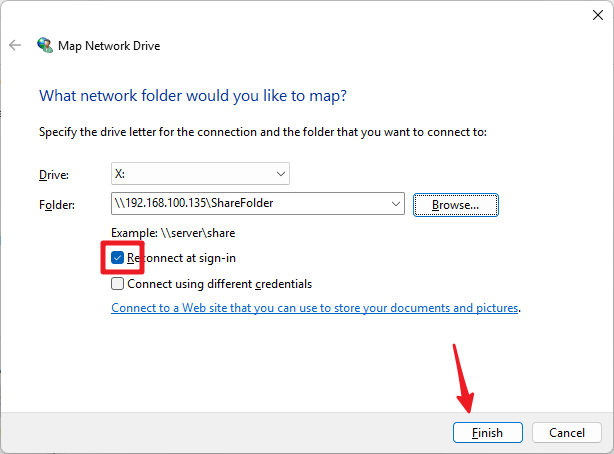 Map Network Drive
What network folder would you like to map?
Specify the drive letter for the connection and the folder that you want to connect to:
Drive: X:
Folder: \\192.168.100.135\ShareFolder Browse...
Example: \\server\share
Reconnect at sign-in
Connect using different credentials
Connect to a Web site that you can use to store your documents and pictures.
Finish Cancel